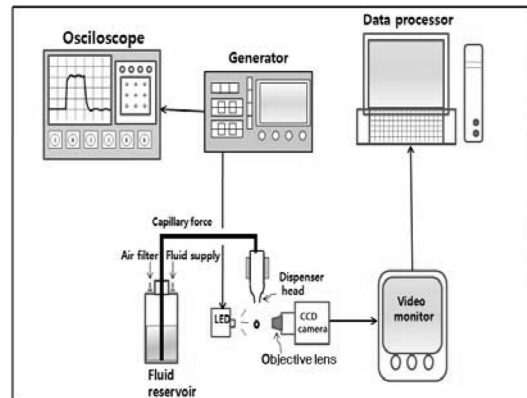 Data processor
Osciloscope
Generator
Capillary force
Air filter
Fluid supply
Dispenser
head
LED
CCD
camera
Video
monitor
Objective lens
Fluid
reservoir